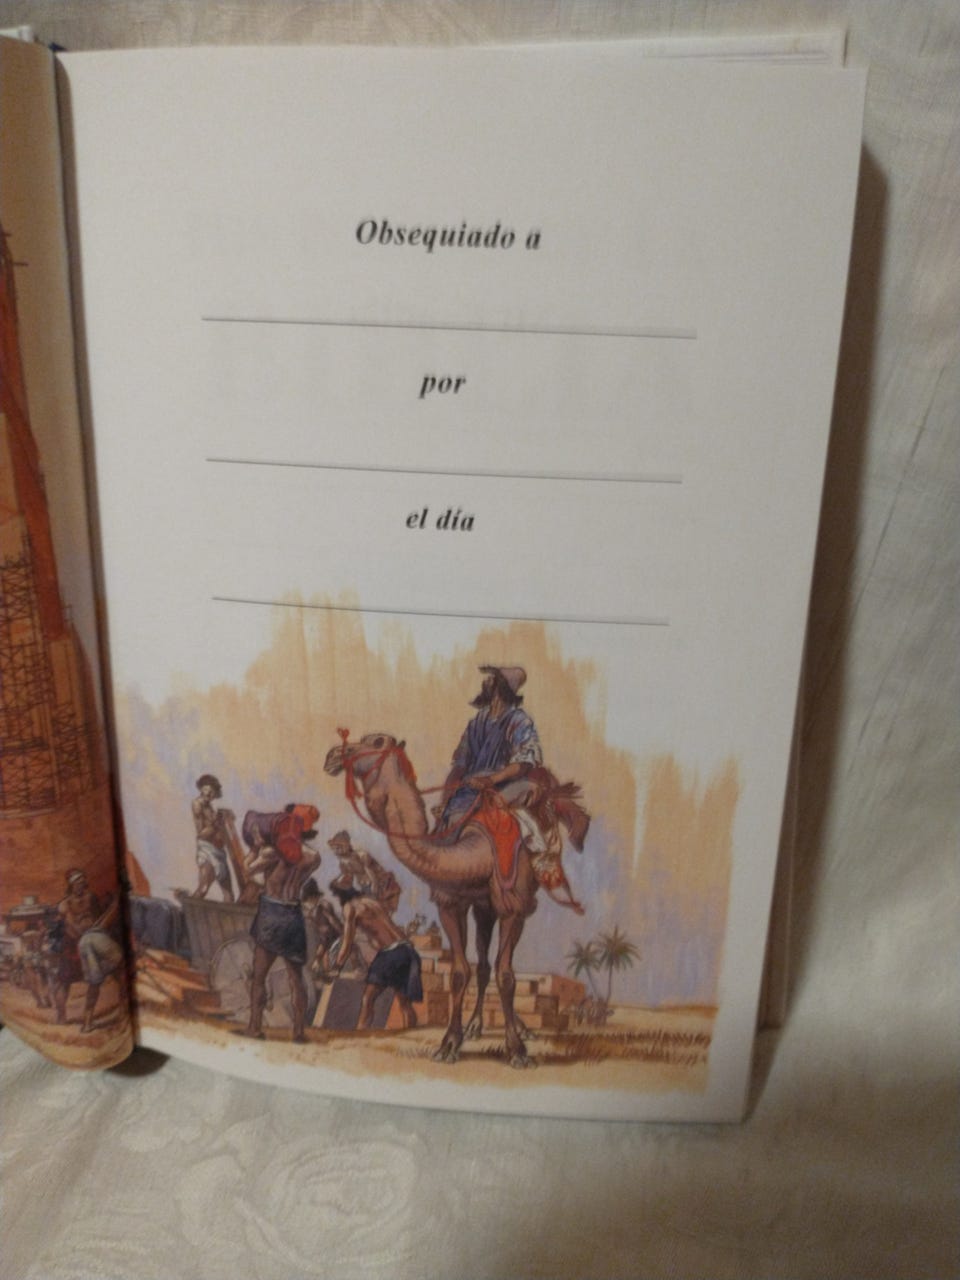 Obsequiado a
por
el día